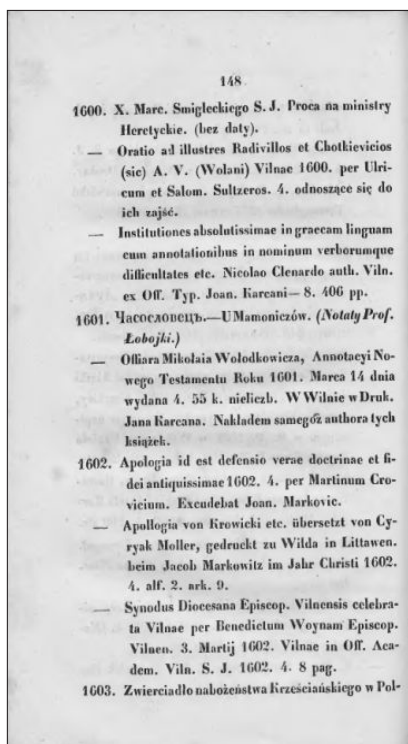 148
1600. X. Marc. Smigleckiego S. J. Proca na ministry
Heretyckie. (bez daty).
— Oratio ad illustres Radivillos et Chotkievicios
(sic) A. V. (Wolani) Vilnae 1600. per Ulri-
cum et Salom. Sultzeros. 4. odnoszące się do
ich zajść.
— Institutiones absolutissimae in graecam linguam
cum annotationibus in nominum verborumque
difficultates etc. Nicolao Clenardo auth. Viln.
ex Off. Typ. Joan. Karcani— 8. 406 pp.
1601. Часословецъ.—U Mamoniczów. (Notaty Prof.
Łobojki.)
— Offiara Mikołaia Wołodkowicza, Annotacyi No-
wego Testamentu Roku 1601. Marca 14 dnia
wydana 4. 55 k. nieliczb. W Wilnie w Druk.
Jana Karcana. Nakładem samegóż authora tych
książek.
1602. Apologia id est defensio verae doctrinae et fi-
dei antiquissimae 1602. 4. per Martinum Cro-
vicium. Excudebat Joan. Markovic.
— Apollogia von Krowicki etc. übersetzt von Cy-
ryak Moller, gedruckt zu Wilda in Littawen.
beim Jacob Markowitz im Jahr Christi 1602.
4. alf. 2. ark. 9.
— Synodus Diocesana Episcop. Vilnensis celebra-
ta Vilnae per Benedictum Woynam Episcop.
Vilnen. 3. Martij 1602. Vilnae in Off. Aca-
dem. Viln. S. J. 1602. 4. 8 pag.
1603. Zwierciadło nabożeństwa Krześciańskiego w Pol-